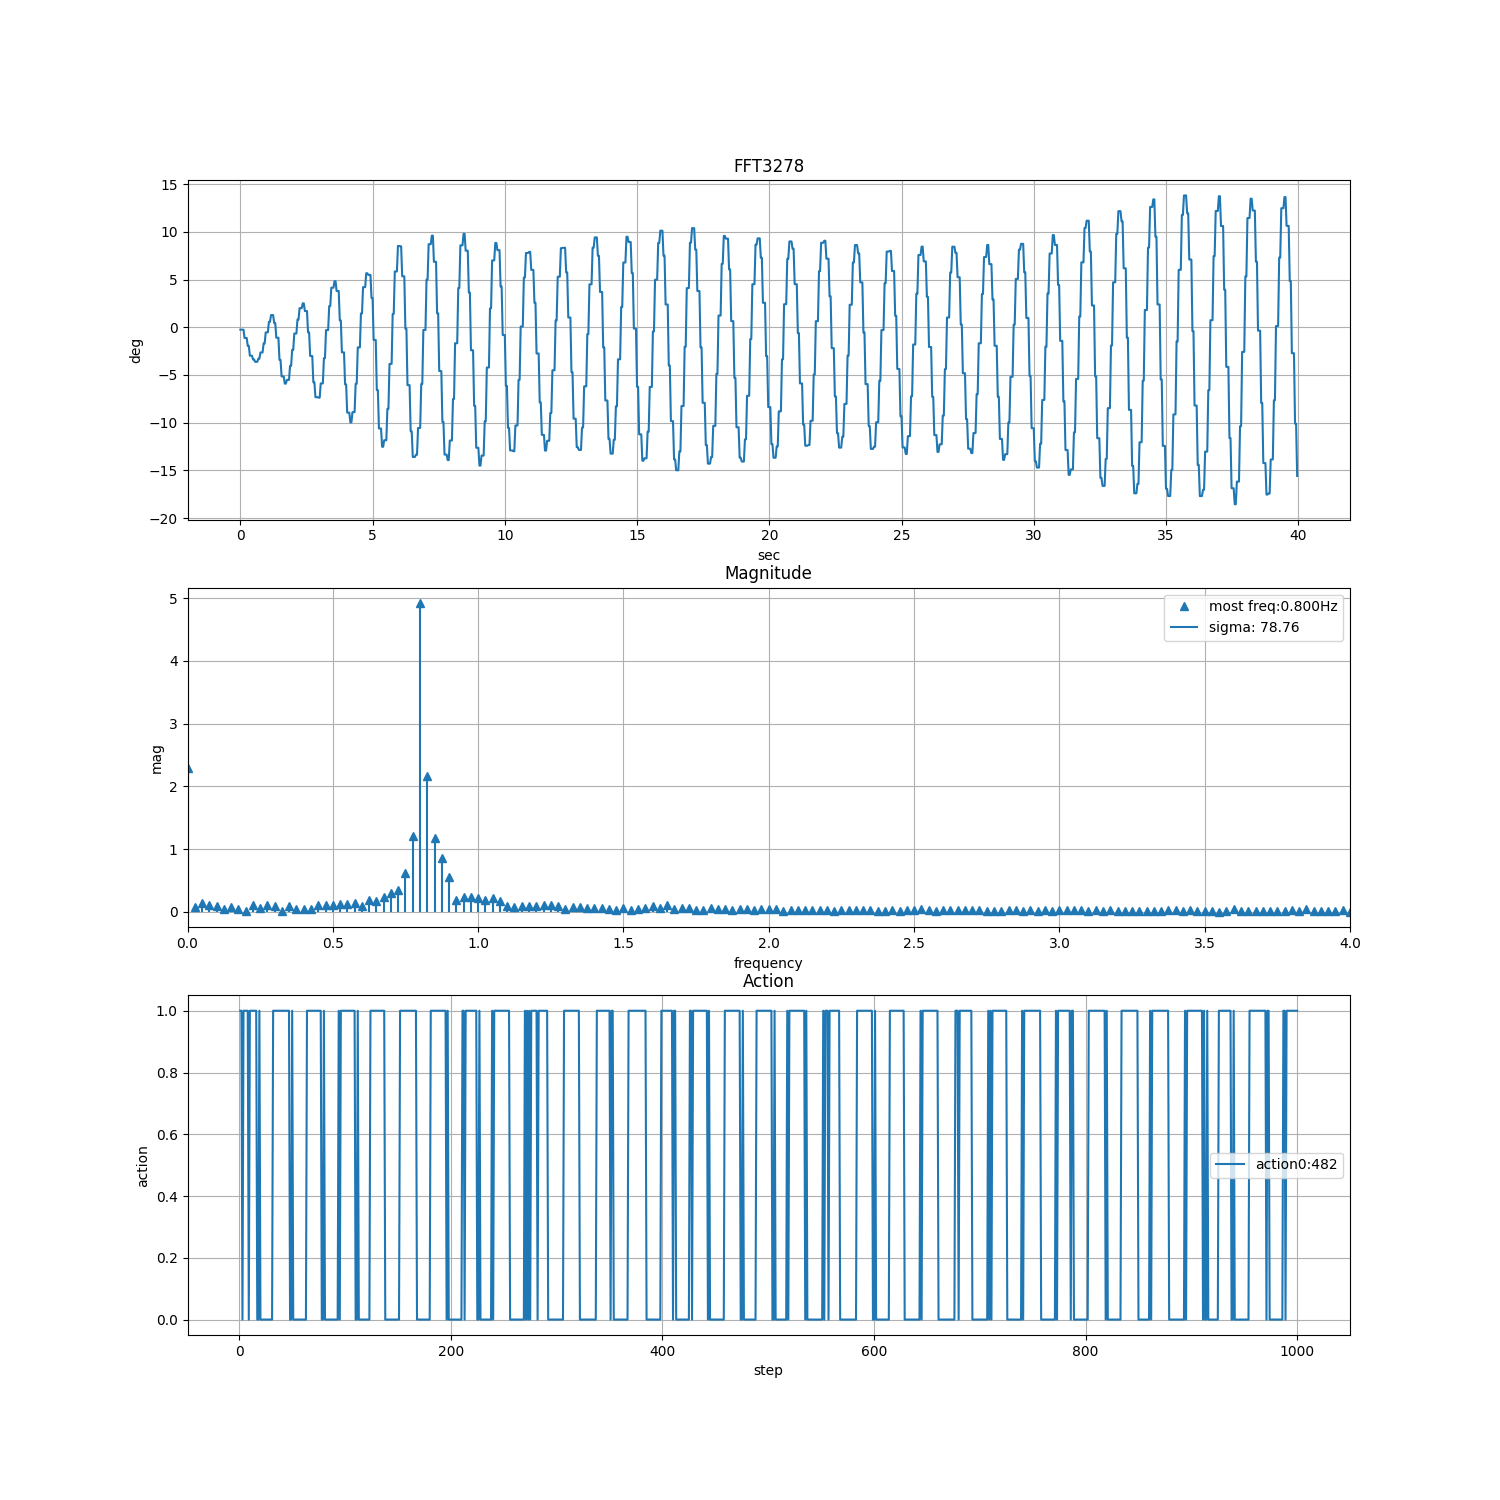 FFT3278
15
10
5
0
−5
−10
−15
−20
deg
0 5 10 15 20 25 30 35 40
sec
Magnitude
5
4
3
2
1
0
mag
most freq:0.800Hz
sigma: 78.76
0.0 0.5 1.0 1.5 2.0 2.5 3.0 3.5 4.0
frequency
Action
1.0
0.8
0.6
0.4
0.2
0.0
action
action0:482
0 200 400 600 800 1000
step